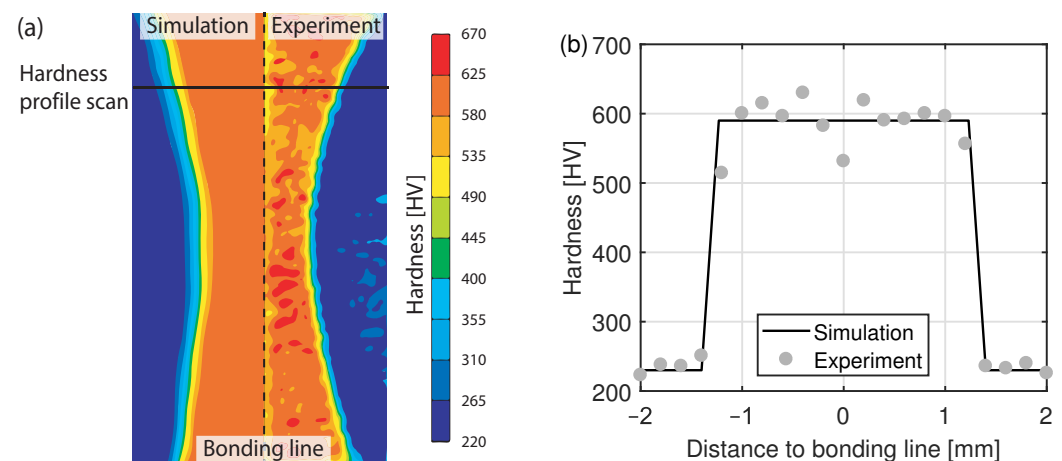 (a)
Simulation
Experiment
Hardness
profile scan
Bonding line
Hardness [HV]
670
625
580
535
490
445
400
355
310
265
220
(b)
Hardness [HV]
700
600
500
400
300
200
Simulation
Experiment
−2
−1
0
1
2
Distance to bonding line [mm]